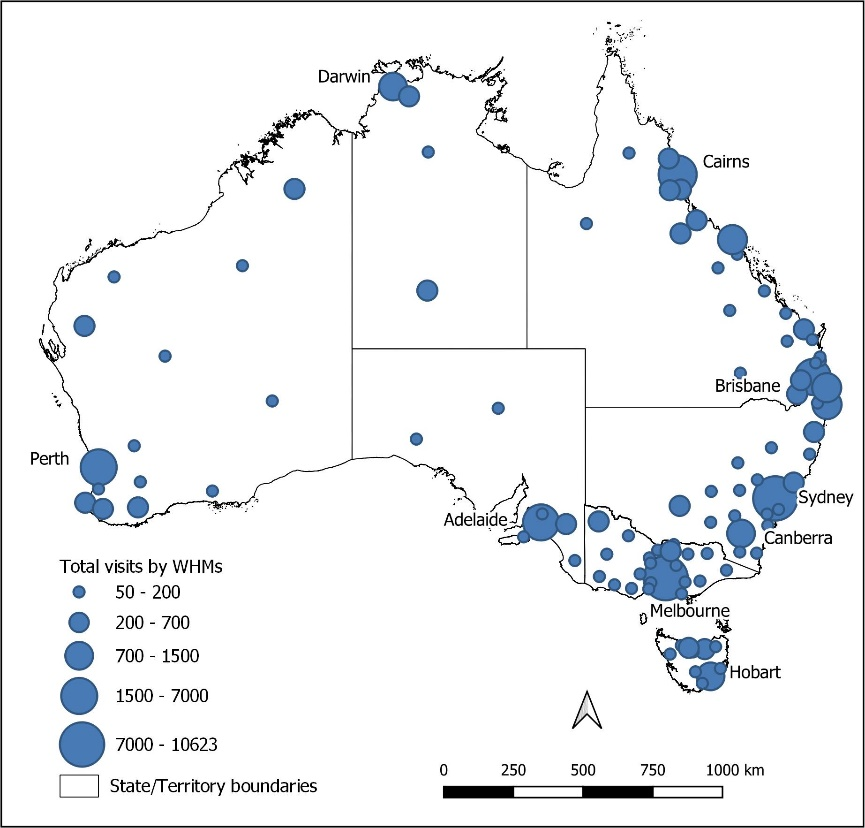 Darwin
Cairns
Brisbane
Perth
Sydney
Adelaide
Canberra
Melbourne
Hobart
Total visits by WHMs
50 - 200
200 - 700
700 - 1500
1500 - 7000
7000 - 10623
State/Territory boundaries
0 250 500 750 1000 km